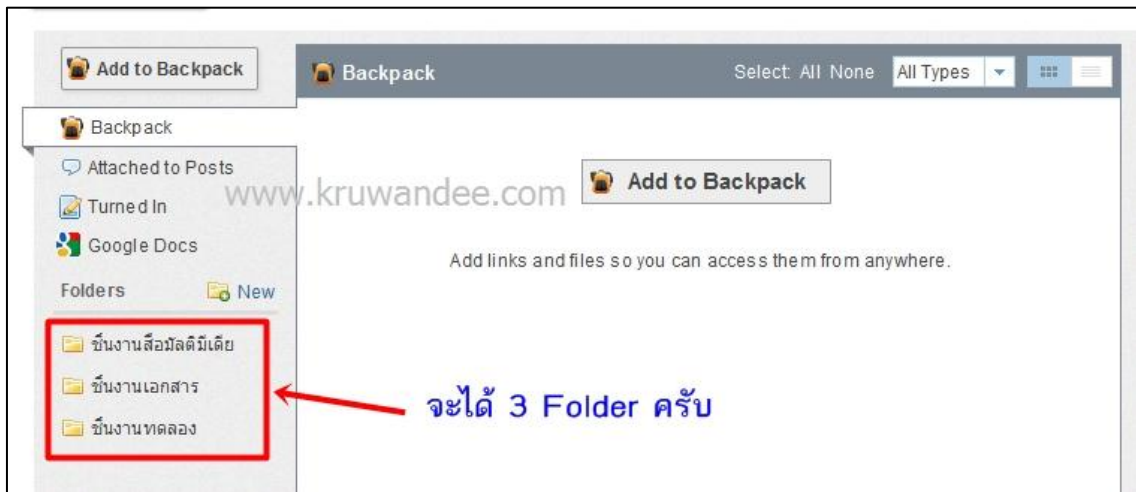 Add to Backpack
Backpack
Select: All None
All Types
Backpack
Attached to Posts
Turned In
Google Docs
Folders
New
ชิ้นงานสื่อมัลติมีเดีย
ชิ้นงานเอกสาร
ชิ้นงานทดลอง
www.kruwandee.com
Add to Backpack
Add links and files so you can access them from anywhere.
จะได้ 3 Folder ครับ